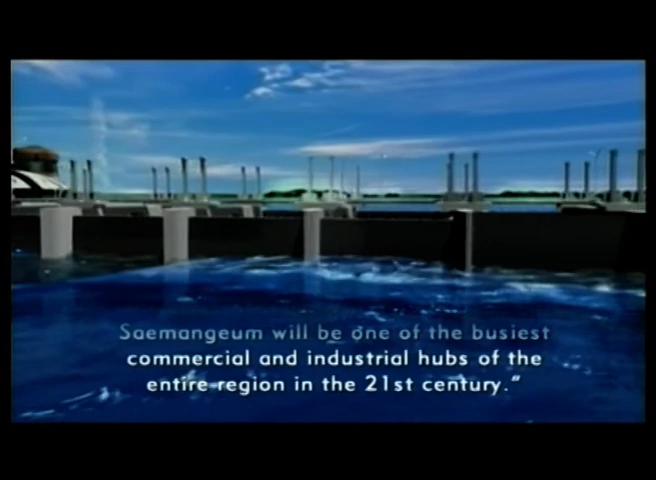 Saemangeum will be one of the busiest
commercial and industrial hubs of the
entire region in the 21st century."